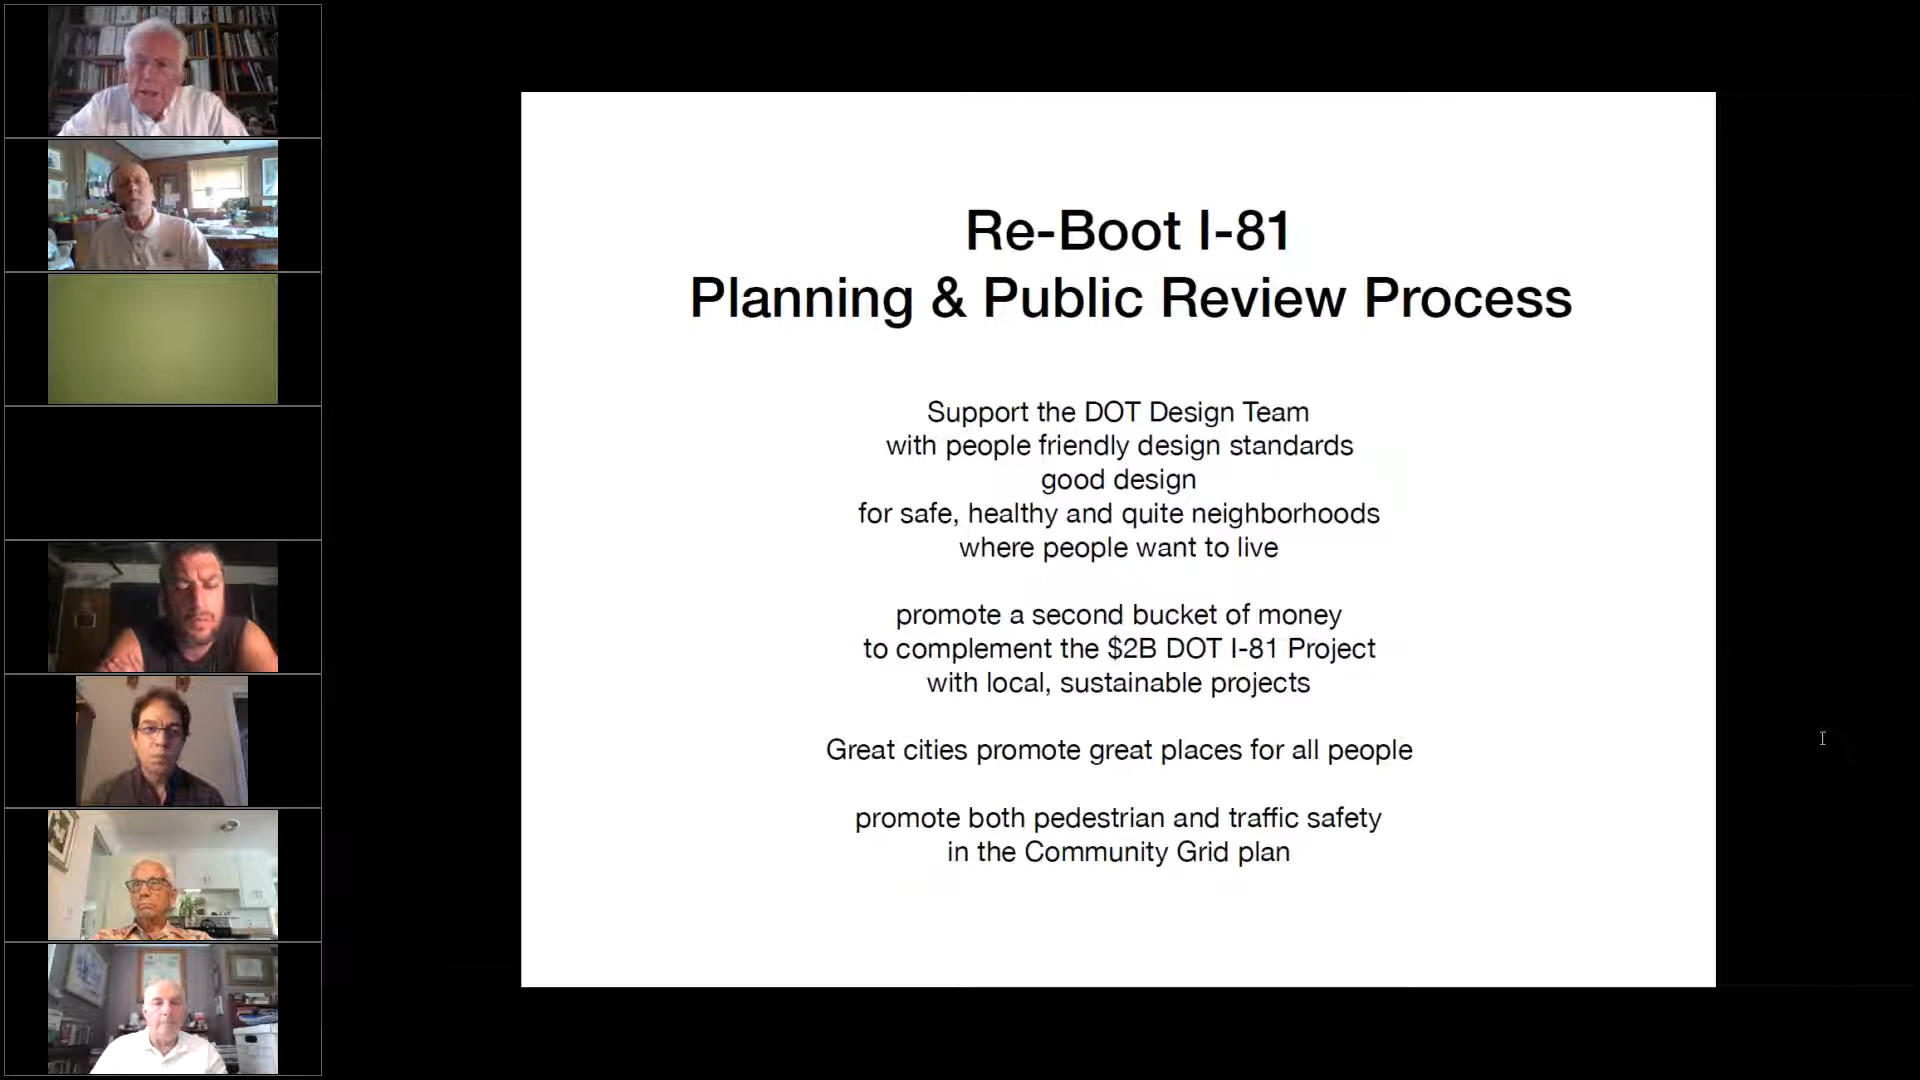 Re-Boot I-81
Planning & Public Review Process
Support the DOT Design Team
with people friendly design standards
good design
for safe, healthy and quite neighborhoods
where people want to live
promote a second bucket of money
to complement the $2B DOT I-81 Project
with local, sustainable projects
Great cities promote great places for all people
promote both pedestrian and traffic safety
in the Community Grid plan